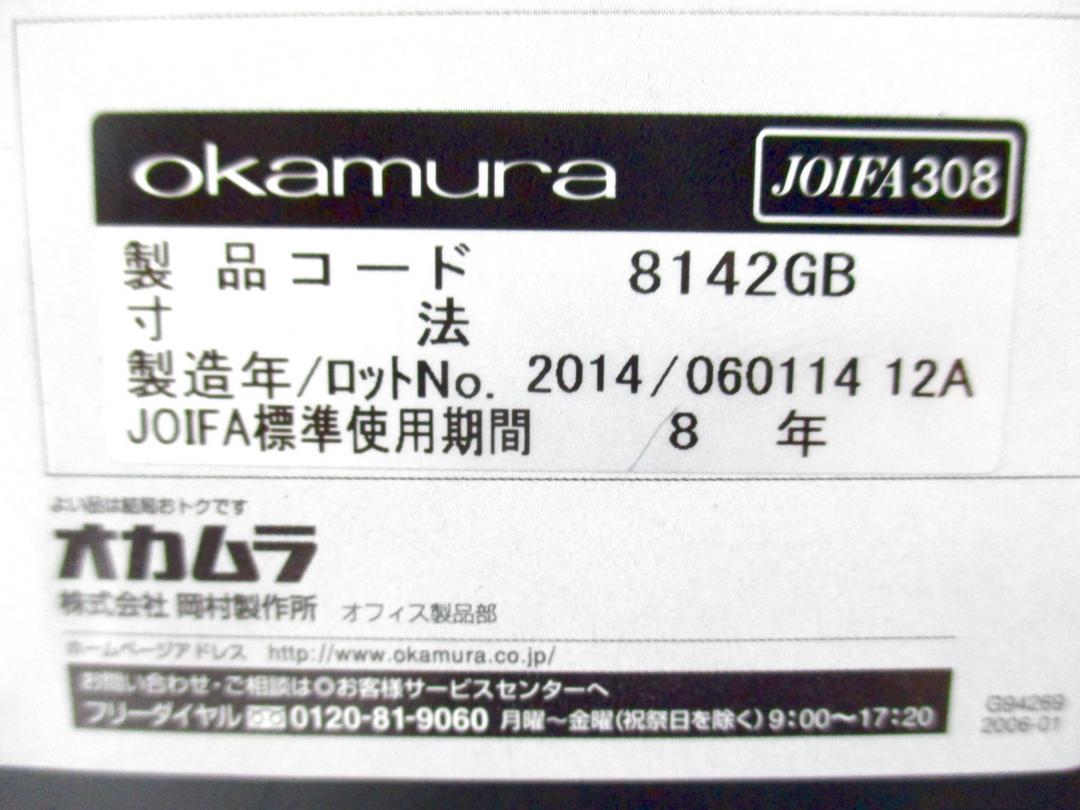 okamura JOIFA308
製品コード 8142GB
寸法
製造年/ロットNo. 2014/060114 12A
JOIFA標準使用期間 8年
よい品は結局おトクです
オカムラ
株式会社 岡村製作所 オフィス製品部
ホームページアドレス http://www.okamura.co.jp/
お問い合わせ・ご相談は◎お客様サービスセンターへ
フリーダイヤル 0120-81-9060 月曜〜金曜(祝祭日を除く)9:00〜17:20
G94269
2006-01